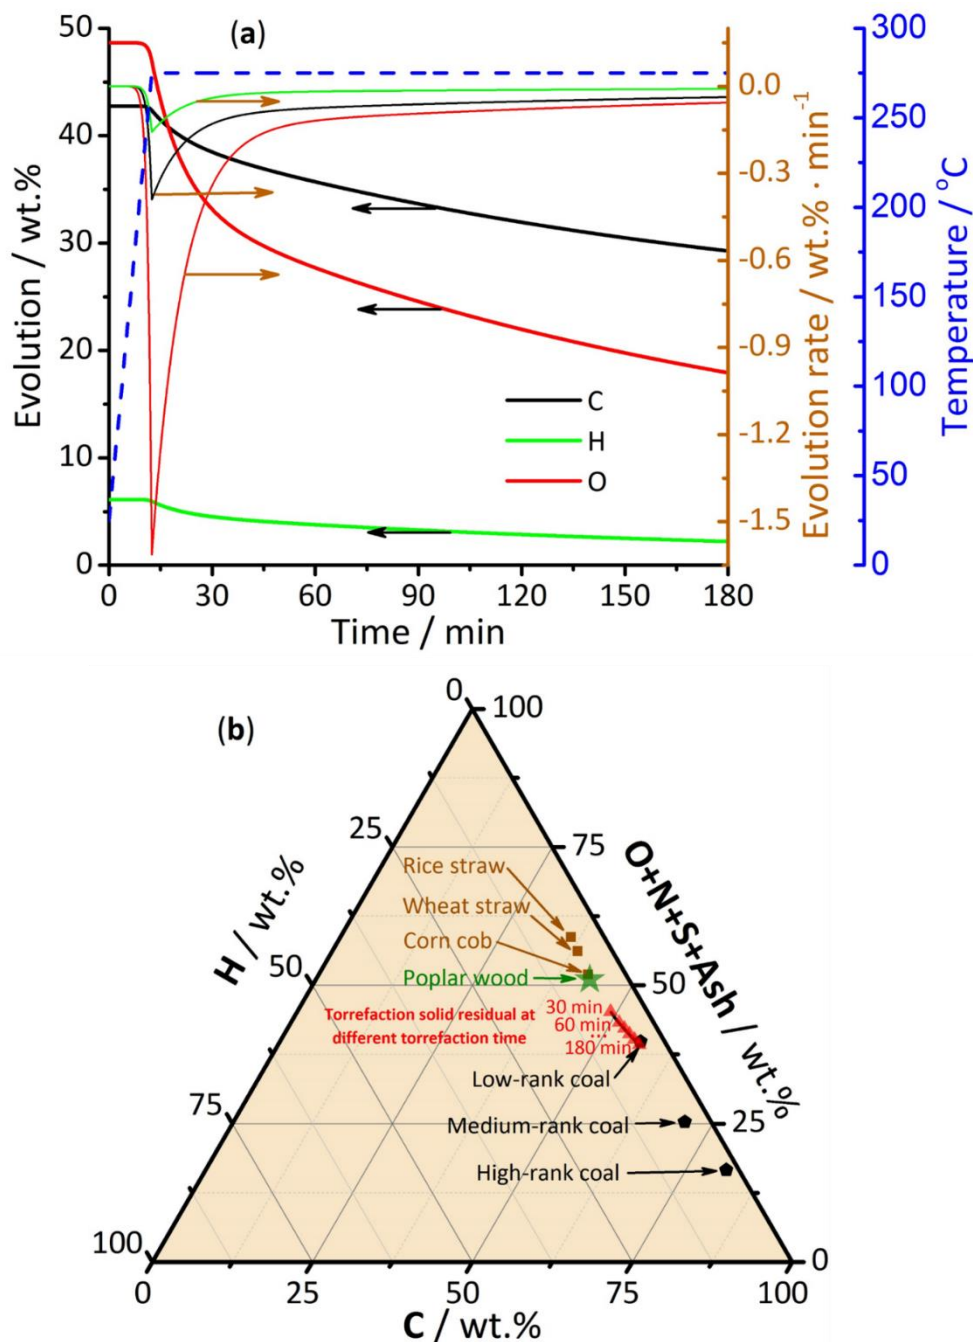 (a)
50
40
30
20
10
0
Evolution / wt.%
0 30 60 90 120 150 180
Time / min
C
H
O
0.0
-0.3
-0.6
-0.9
-1.2
-1.5
Evolution rate / wt.% · min⁻¹
300
250
200
150
100
50
0
Temperature / °C
(b)
0
25
50
75
100
H / wt.%
100
75
50
25
0
O+N+S+Ash / wt.%
Rice straw
Wheat straw
Corn cob
Poplar wood
Torrefaction solid residual at
different torrefaction time
30 min
60 min
...
180 min
Low-rank coal
Medium-rank coal
High-rank coal
0 25 50 75 100
C / wt.%